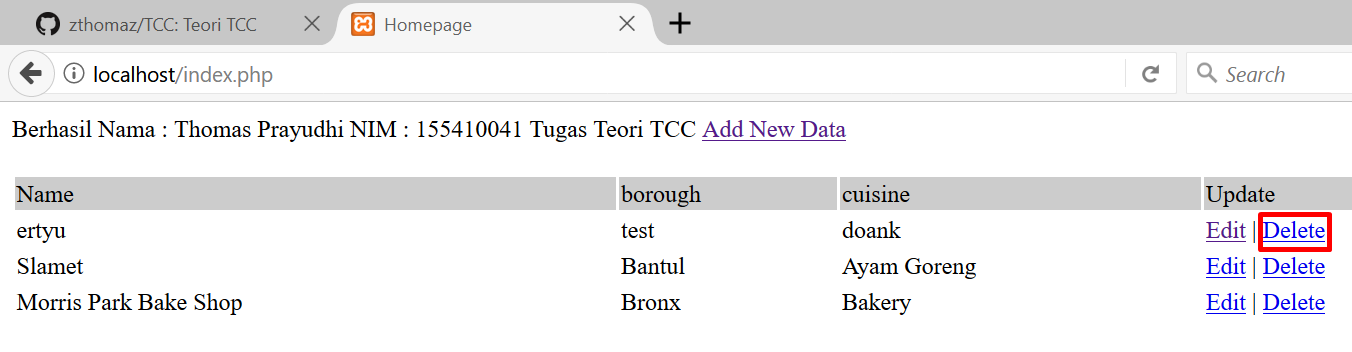 zthomaz/TCC: Teori TCC Homepage
localhost/index.php Search
Berhasil Nama : Thomas Prayudhi NIM : 155410041 Tugas Teori TCC Add New Data
Name borough cuisine Update
ertyu test doank Edit | Delete
Slamet Bantul Ayam Goreng Edit | Delete
Morris Park Bake Shop Bronx Bakery Edit | Delete